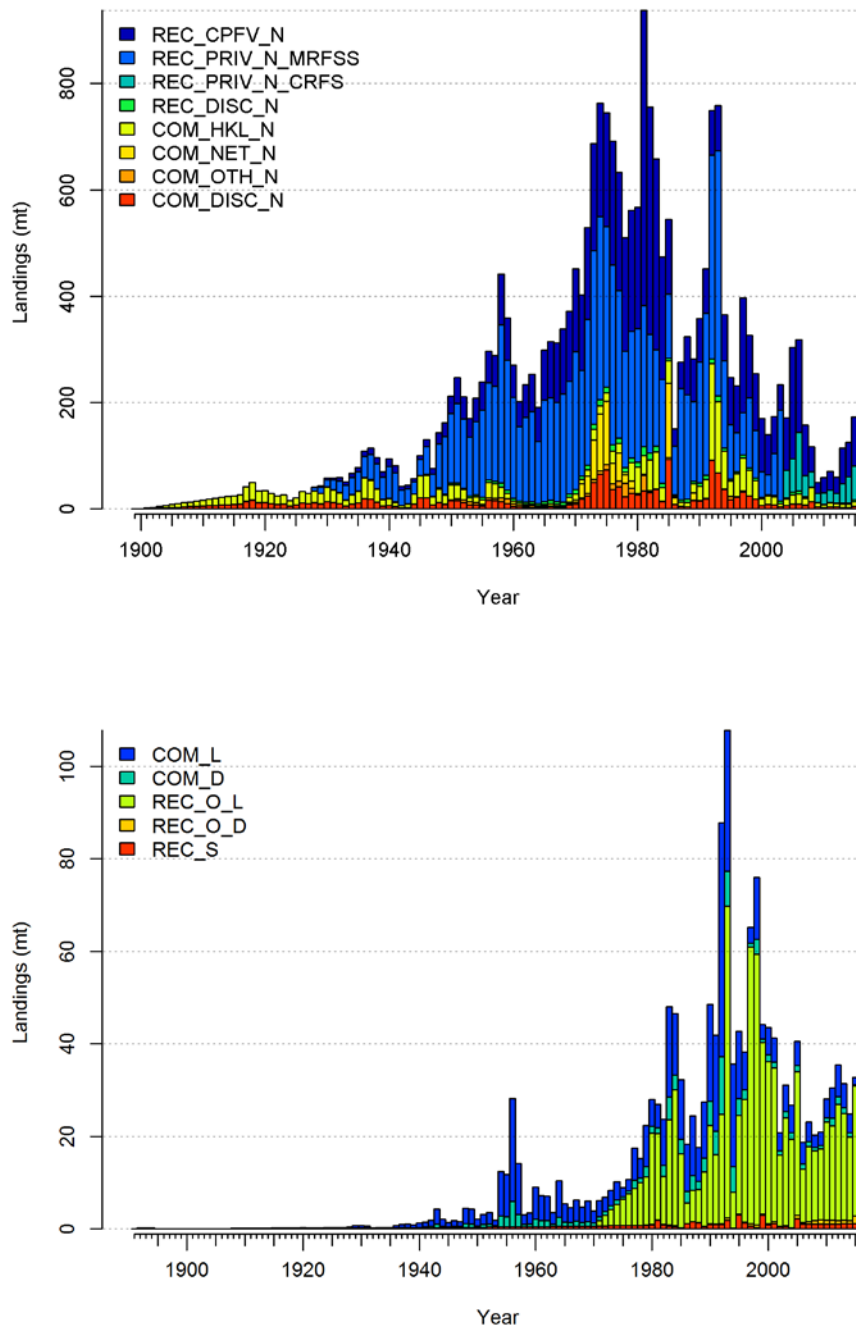 REC_CPFV_N
REC_PRIV_N_MRFSS
REC_PRIV_N_CRFS
REC_DISC_N
COM_HKL_N
COM_NET_N
COM_OTH_N
COM_DISC_N
Landings (mt)
800
600
400
200
0
1900 1920 1940 1960 1980 2000
Year
COM_L
COM_D
REC_O_L
REC_O_D
REC_S
Landings (mt)
100
80
60
40
20
0
1900 1920 1940 1960 1980 2000
Year